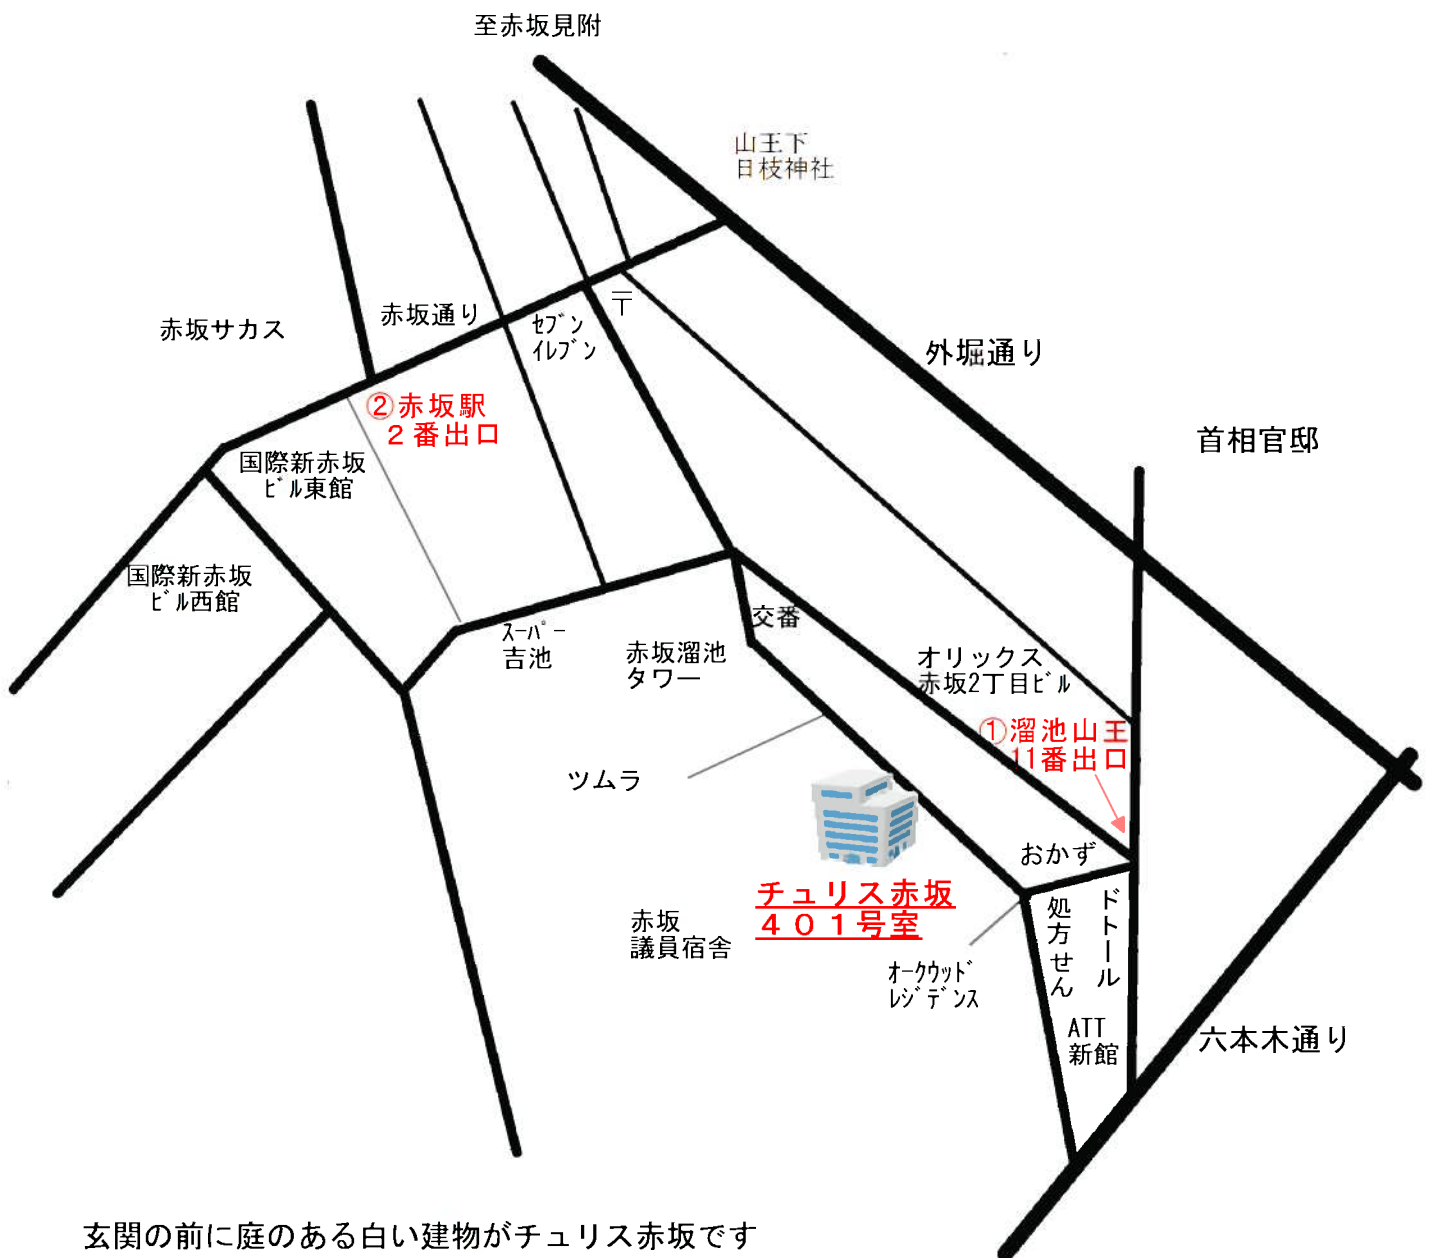 至赤坂見附
山王下
日枝神社
赤坂サカス
赤坂通り
〒
ｾﾌﾞﾝ
ｲﾚﾌﾞﾝ
外堀通り
②赤坂駅
２番出口
首相官邸
国際新赤坂
ﾋﾞﾙ東館
国際新赤坂
ﾋﾞﾙ西館
交番
ｽｰﾊﾟｰ
吉池
赤坂溜池
タワー
オリックス
赤坂2丁目ﾋﾞﾙ
①溜池山王
11番出口
ツムラ
おかず
チュリス赤坂
４０１号室
処方せん
ドトール
赤坂
議員宿舎
ｵｰｸｳｯﾄﾞ
ﾚｼﾞﾃﾞﾝｽ
ATT
新館
六本木通り
玄関の前に庭のある白い建物がチュリス赤坂です